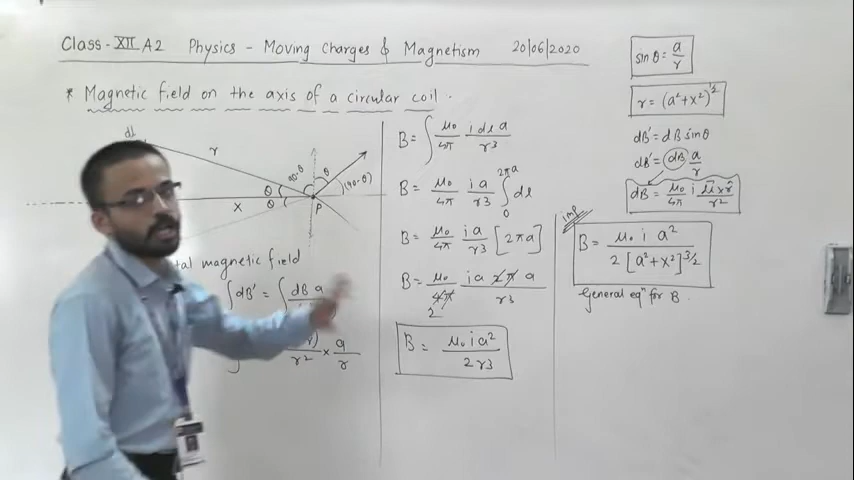 Class - XII A2 Physics - Moving Charges & Magnetism 20/06/2020
* Magnetic field on the axis of a circular coil.
dl
r
90-θ
θ
(90-θ)
θ
θ
x
P
tal magnetic field
∫dB' = ∫ dB a
r² × a/r
B = ∫ μ₀/4π i dl a/r³
B = μ₀/4π ia/r³ ∫₀^2πa dl
B = μ₀/4π ia/r³ [2πa]
B = μ₀/4π ia 2π a/r³
2
B = μ₀ i a²/2r³
sin θ = a/r
r = (a² + x²)^1/2
dB' = dB sin θ
dB' = dB a/r
dB = μ₀/4π i dl⃗ × r̂/r²
imp
B = μ₀ i a²/2[a² + x²]^3/2
General eqⁿ for B.